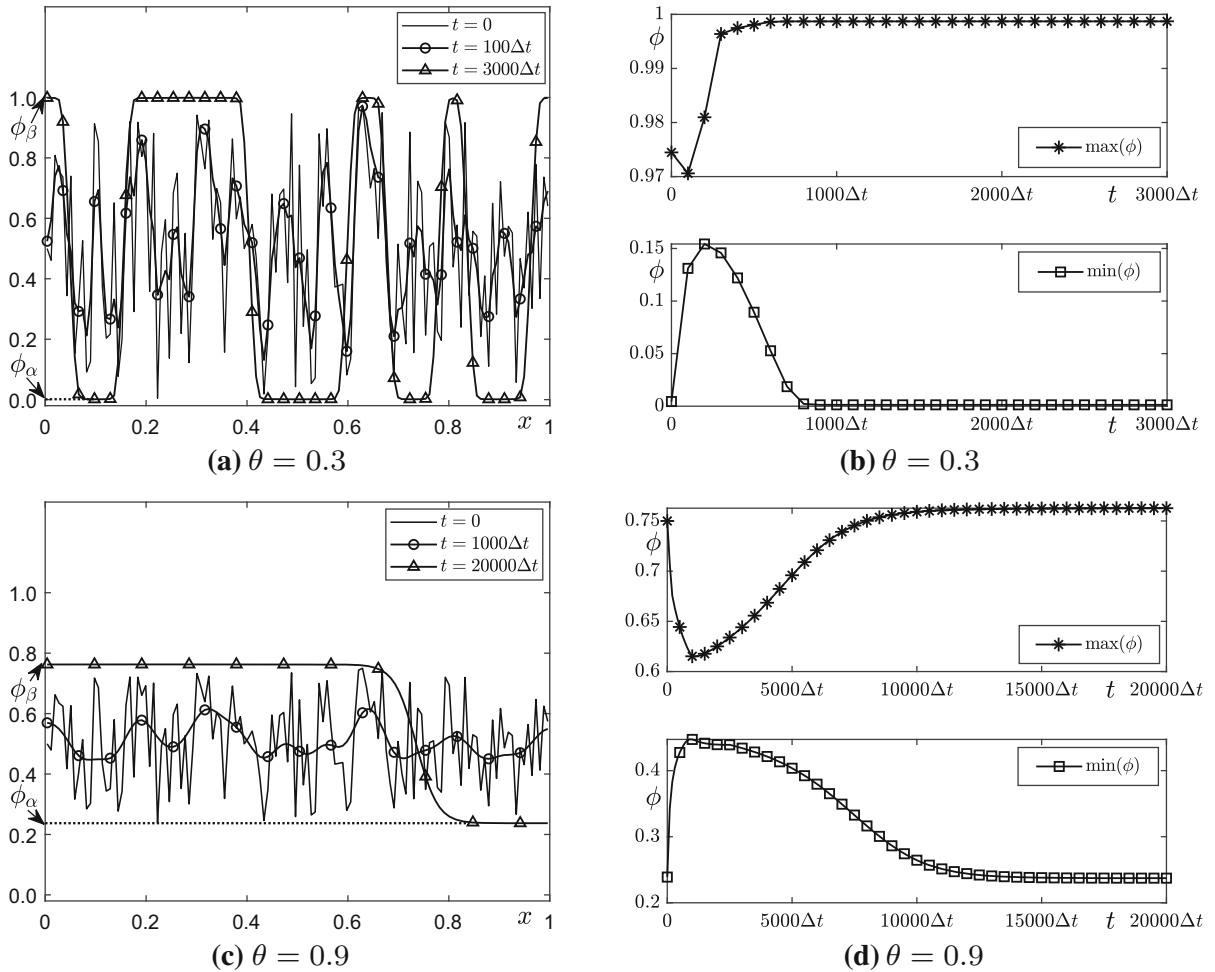 t = 0
t = 100Δt
t = 3000Δt
1.0
ϕβ
0.8
0.6
0.4
0.2
ϕα
0.0
0 0.2 0.4 0.6 0.8 x 1
(a) θ = 0.3
1
ϕ
0.99
0.98
0.97
max(ϕ)
0 1000Δt 2000Δt t 3000Δt
0.15
ϕ
0.1
0.05
0
min(ϕ)
0 1000Δt 2000Δt t 3000Δt
(b) θ = 0.3
t = 0
t = 1000Δt
t = 20000Δt
1.0
0.8
ϕβ
0.6
0.4
ϕα
0.2
0.0
0 0.2 0.4 0.6 0.8 x 1
(c) θ = 0.9
0.75
ϕ
0.7
0.65
0.6
max(ϕ)
0 5000Δt 10000Δt 15000Δt t 20000Δt
0.4
ϕ
0.3
0.2
min(ϕ)
0 5000Δt 10000Δt 15000Δt t 20000Δt
(d) θ = 0.9